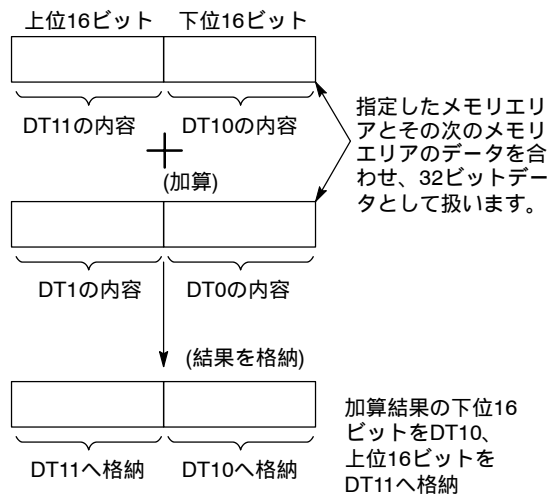 上位16ビット 下位16ビット
DT11の内容 DT10の内容
指定したメモリエリ
アとその次のメモリ
エリアのデータを合
わせ、32ビットデー
タとして扱います。
+
(加算)
DT1の内容 DT0の内容
(結果を格納)
DT11へ格納 DT10へ格納
加算結果の下位16
ビットをDT10、
上位16ビットを
DT11へ格納